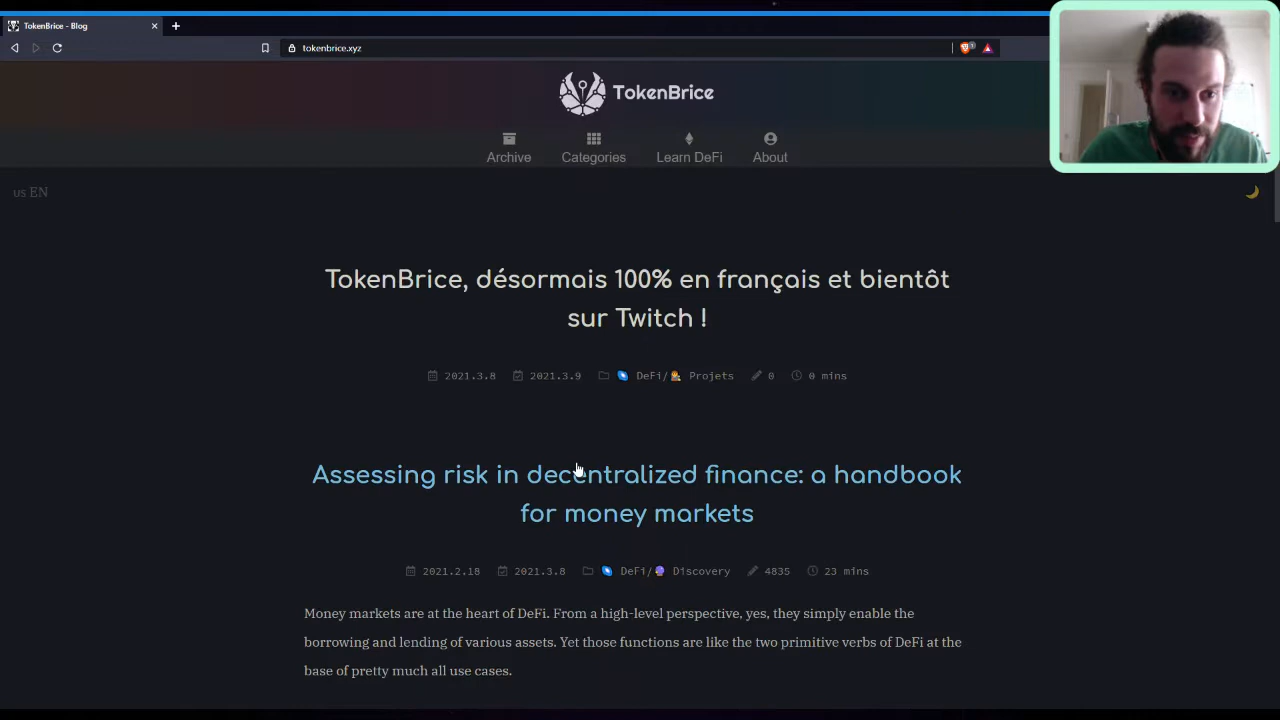 TokenBrice - Blog
tokenbrice.xyz
TokenBrice
Archive
Categories
Learn DeFi
About
us EN
TokenBrice, désormais 100% en français et bientôt
sur Twitch !
2021.3.8 2021.3.9 DeFi/ Projets 0 0 mins
Assessing risk in decentralized finance: a handbook
for money markets
2021.2.18 2021.3.8 DeFi/ Discovery 4835 23 mins
Money markets are at the heart of DeFi. From a high-level perspective, yes, they simply enable the
borrowing and lending of various assets. Yet those functions are like the two primitive verbs of DeFi at the
base of pretty much all use cases.